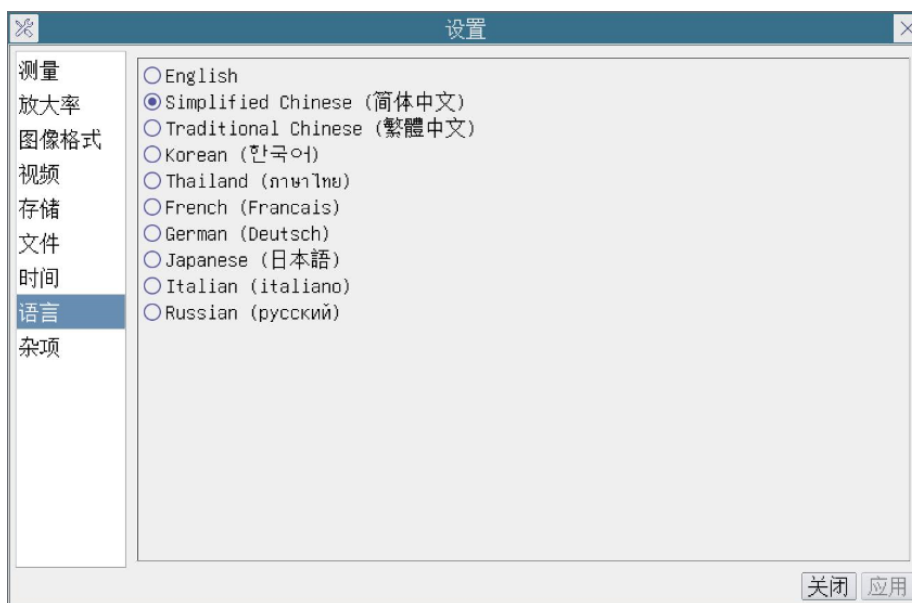 设置
测量
放大率
图像格式
视频
存储
文件
时间
语言
杂项
English
Simplified Chinese (简体中文)
Traditional Chinese (繁體中文)
Korean (한국어)
Thailand (ภาษาไทย)
French (Francais)
German (Deutsch)
Japanese (日本語)
Italian (italiano)
Russian (русский)
关闭 应用